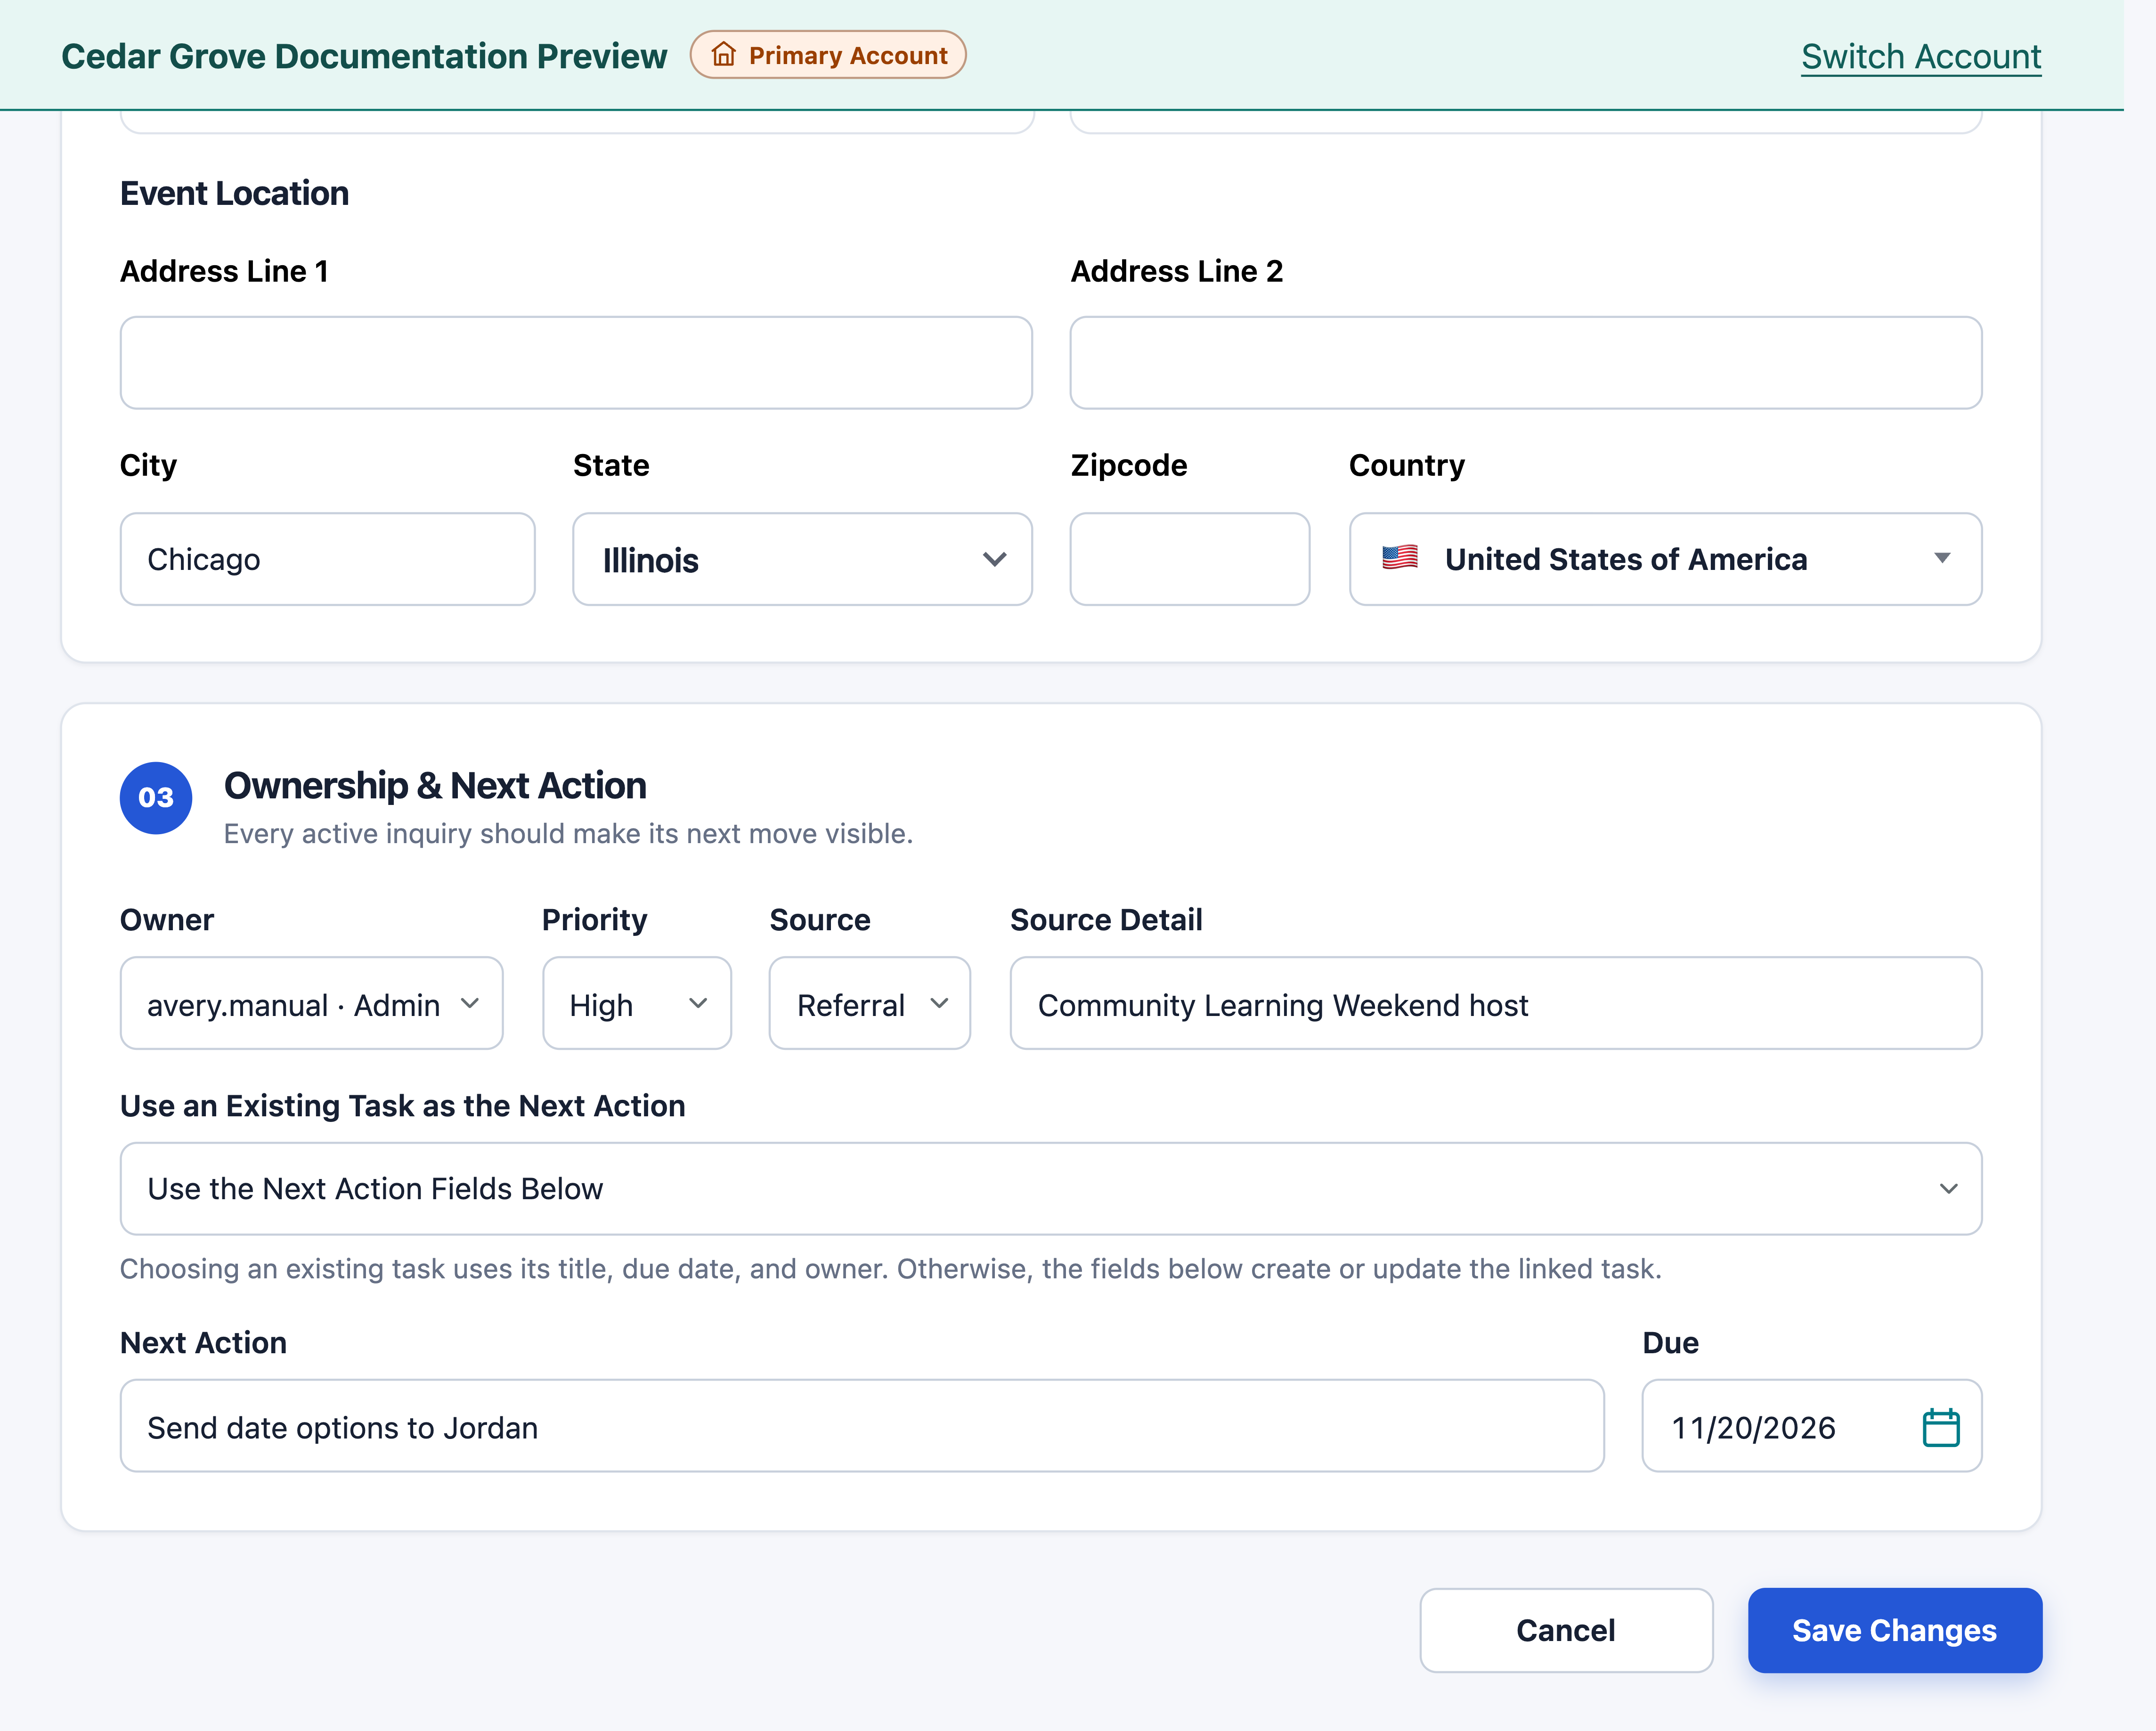 Cedar Grove Documentation Preview
Primary Account
Switch Account
Event Location
Address Line 1
Address Line 2
City
State
Zipcode
Country
Chicago
Illinois
United States of America
03
Ownership & Next Action
Every active inquiry should make its next move visible.
Owner
Priority
Source
Source Detail
avery.manual · Admin
High
Referral
Community Learning Weekend host
Use an Existing Task as the Next Action
Use the Next Action Fields Below
Choosing an existing task uses its title, due date, and owner. Otherwise, the fields below create or update the linked task.
Next Action
Due
Send date options to Jordan
11/20/2026
Cancel
Save Changes